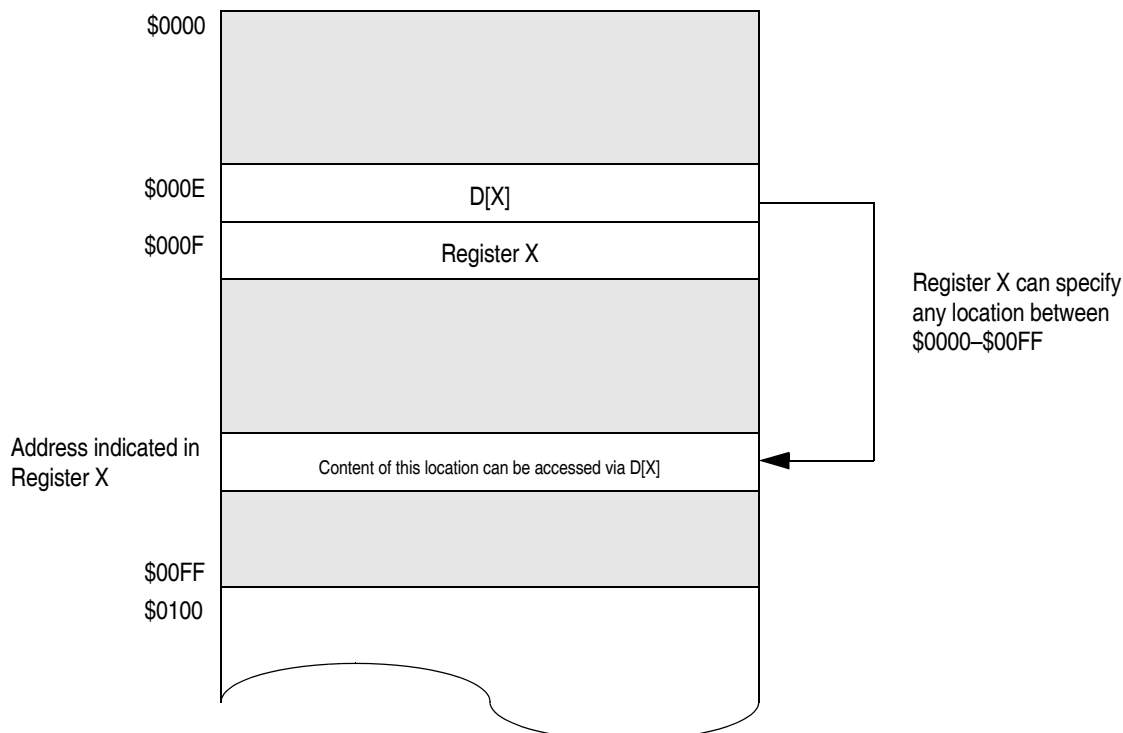 $0000
$000E
D[X]
$000F
Register X
Register X can specify
any location between
$0000–$00FF
Address indicated in
Register X
Content of this location can be accessed via D[X]
$00FF
$0100